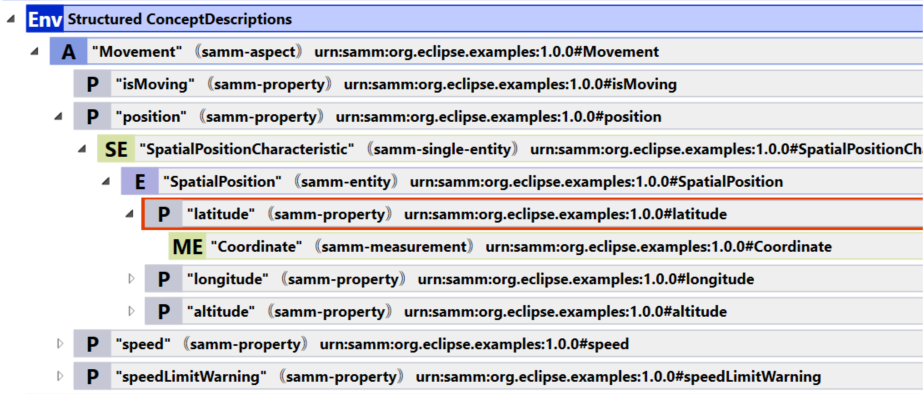 Env Structured ConceptDescriptions
A "Movement" ⸨samm-aspect⸩ urn:samm:org.eclipse.examples:1.0.0#Movement
P "isMoving" ⸨samm-property⸩ urn:samm:org.eclipse.examples:1.0.0#isMoving
P "position" ⸨samm-property⸩ urn:samm:org.eclipse.examples:1.0.0#position
SE "SpatialPositionCharacteristic" ⸨samm-single-entity⸩ urn:samm:org.eclipse.examples:1.0.0#SpatialPositionCha
E "SpatialPosition" ⸨samm-entity⸩ urn:samm:org.eclipse.examples:1.0.0#SpatialPosition
P "latitude" ⸨samm-property⸩ urn:samm:org.eclipse.examples:1.0.0#latitude
ME "Coordinate" ⸨samm-measurement⸩ urn:samm:org.eclipse.examples:1.0.0#Coordinate
P "longitude" ⸨samm-property⸩ urn:samm:org.eclipse.examples:1.0.0#longitude
P "altitude" ⸨samm-property⸩ urn:samm:org.eclipse.examples:1.0.0#altitude
P "speed" ⸨samm-property⸩ urn:samm:org.eclipse.examples:1.0.0#speed
P "speedLimitWarning" ⸨samm-property⸩ urn:samm:org.eclipse.examples:1.0.0#speedLimitWarning